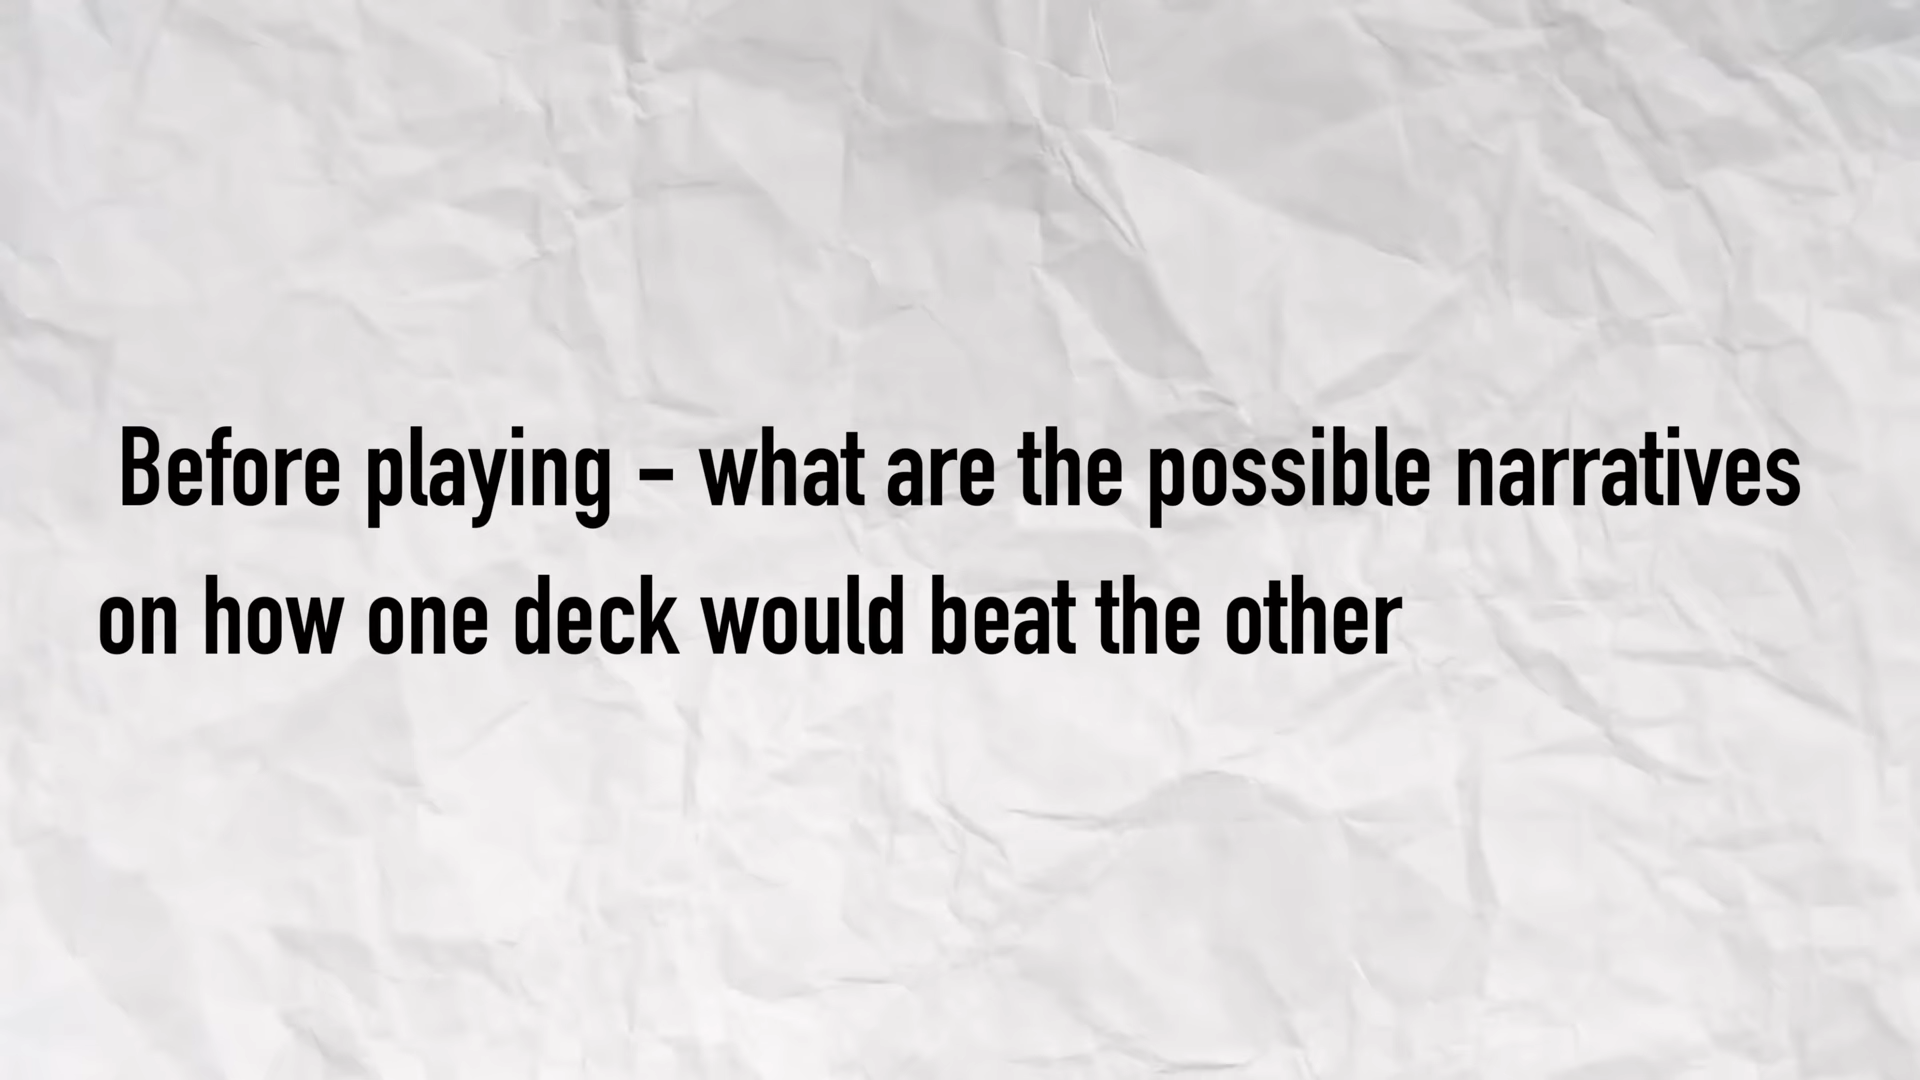 Before playing – what are the possible narratives
on how one deck would beat the other